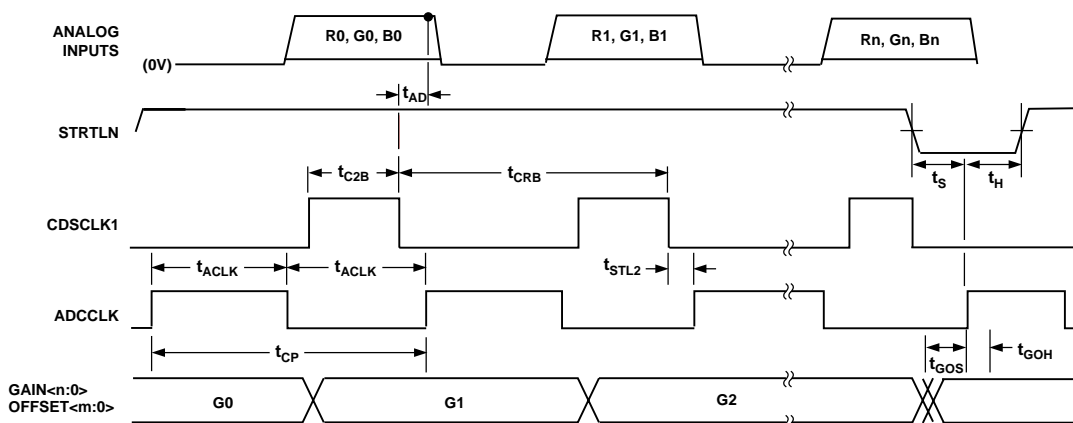 ANALOG
INPUTS
R0, G0, B0
R1, G1, B1
Rn, Gn, Bn
(0V)
tAD
STRTLN
tS
tH
tC2B
tCRB
CDSCLK1
tACLK
tACLK
tSTL2
ADCCLK
tCP
tGOS
tGOH
GAIN<n:0>
OFFSET<m:0>
G0
G1
G2